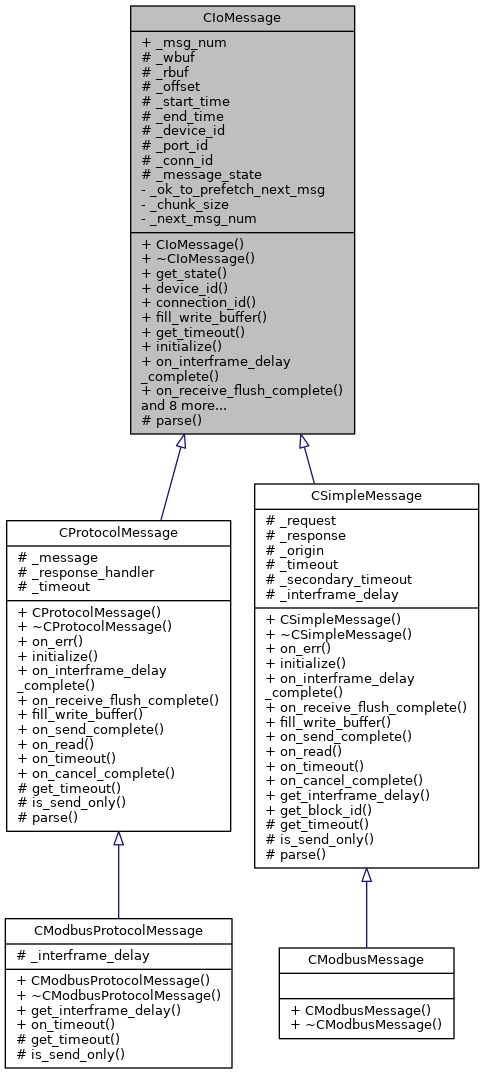 CIoMessage
+ _msg_num
# _wbuf
# _rbuf
# _offset
# _start_time
# _end_time
# _device_id
# _port_id
# _conn_id
# _message_state
- _ok_to_prefetch_next_msg
- _chunk_size
- _next_msg_num
+ CIoMessage()
+ ~CIoMessage()
+ get_state()
+ device_id()
+ connection_id()
+ fill_write_buffer()
+ get_timeout()
+ initialize()
+ on_interframe_delay
_complete()
+ on_receive_flush_complete()
and 8 more...
# parse()
CProtocolMessage
# _message
# _response_handler
# _timeout
+ CProtocolMessage()
+ ~CProtocolMessage()
+ on_err()
+ initialize()
+ on_interframe_delay
_complete()
+ on_receive_flush_complete()
+ fill_write_buffer()
+ on_send_complete()
+ on_read()
+ on_timeout()
+ on_cancel_complete()
# get_timeout()
# is_send_only()
# parse()
CSimpleMessage
# _request
# _response
# _origin
# _timeout
# _secondary_timeout
# _interframe_delay
+ CSimpleMessage()
+ ~CSimpleMessage()
+ on_err()
+ initialize()
+ on_interframe_delay
_complete()
+ on_receive_flush_complete()
+ fill_write_buffer()
+ on_send_complete()
+ on_read()
+ on_timeout()
+ on_cancel_complete()
+ get_interframe_delay()
+ get_block_id()
# get_timeout()
# is_send_only()
# parse()
CModbusProtocolMessage
# _interframe_delay
+ CModbusProtocolMessage()
+ ~CModbusProtocolMessage()
+ get_interframe_delay()
+ on_timeout()
# get_timeout()
# is_send_only()
CModbusMessage
+ CModbusMessage()
+ ~CModbusMessage()